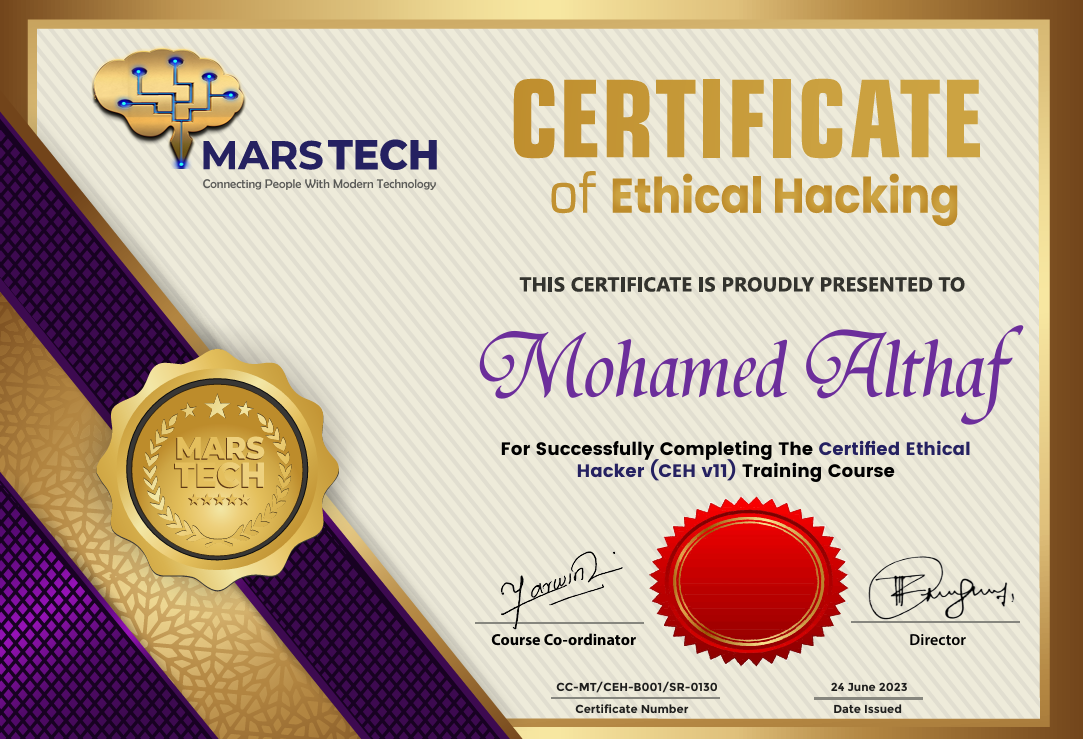 MARS TECH
Connecting People With Modern Technology
CERTIFICATE
of Ethical Hacking
THIS CERTIFICATE IS PROUDLY PRESENTED TO
Mohamed Althaf
For Successfully Completing The Certified Ethical
Hacker (CEH v11) Training Course
MARS
TECH
Course Co-ordinator
Director
CC-MT/CEH-B001/SR-0130
Certificate Number
24 June 2023
Date Issued